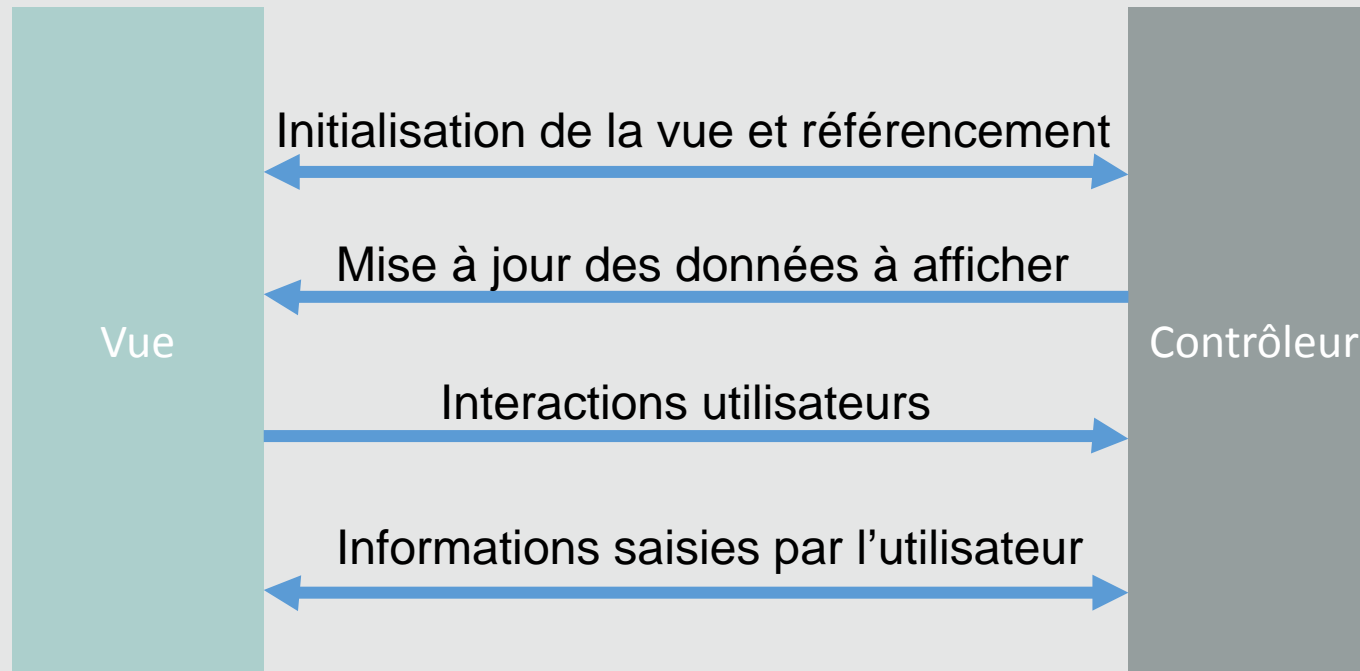 Initialisation de la vue et référencement
Mise à jour des données à afficher
Vue
Contrôleur
Interactions utilisateurs
Informations saisies par l’utilisateur